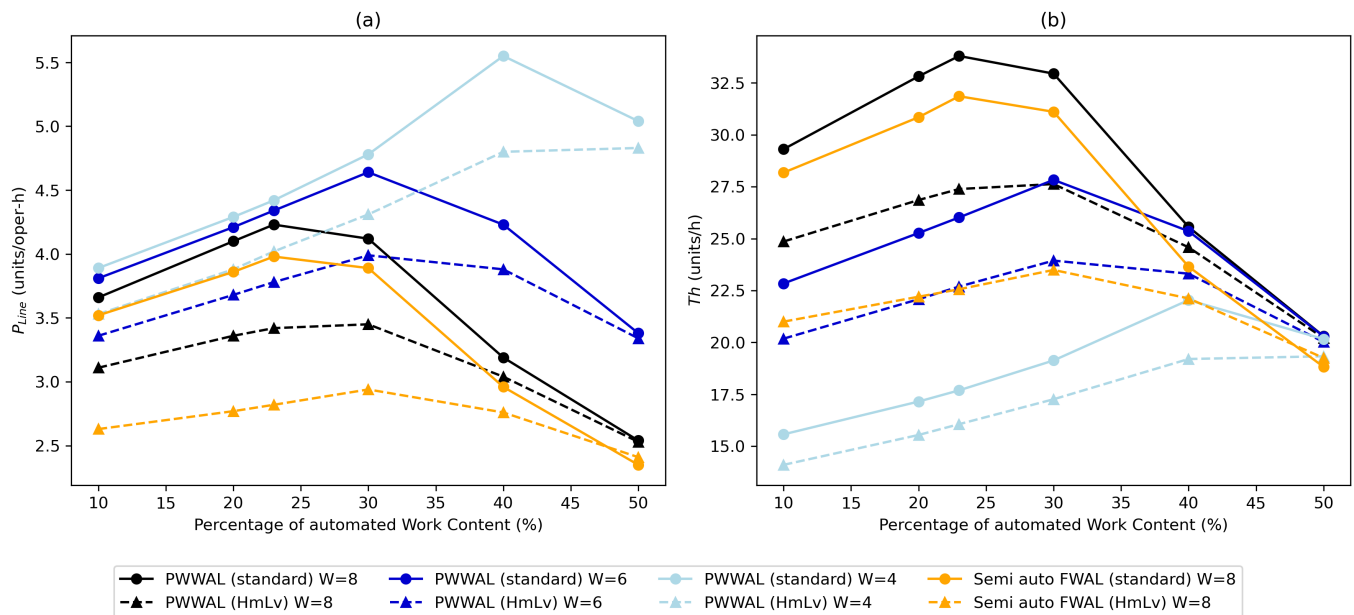 (a)
(b)
5.5
5.0
4.5
4.0
3.5
3.0
2.5
P_Line (units/oper-h)
10 15 20 25 30 35 40 45 50
Percentage of automated Work Content (%)
32.5
30.0
27.5
25.0
22.5
20.0
17.5
15.0
Th (units/h)
10 15 20 25 30 35 40 45 50
Percentage of automated Work Content (%)
PWWAL (standard) W=8 PWWAL (standard) W=6 PWWAL (standard) W=4 Semi auto FWAL (standard) W=8
PWWAL (HmLv) W=8 PWWAL (HmLv) W=6 PWWAL (HmLv) W=4 Semi auto FWAL (HmLv) W=8